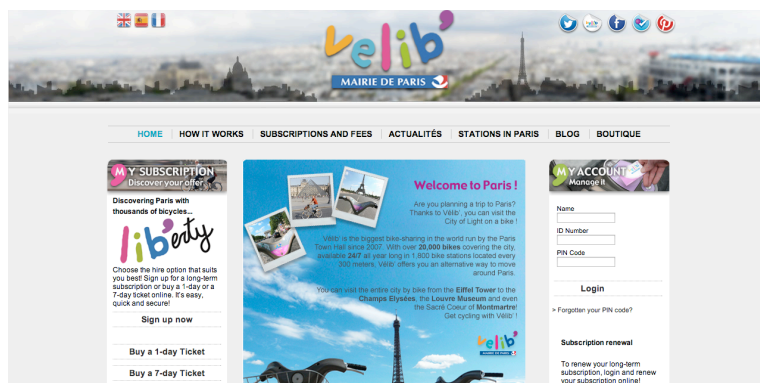 velib'
MAIRIE DE PARIS
HOME
HOW IT WORKS
SUBSCRIPTIONS AND FEES
ACTUALITÉS
STATIONS IN PARIS
BLOG
BOUTIQUE
MY SUBSCRIPTION
Discover your offer
Discovering Paris with
thousands of bicycles...
lib'erty
Choose the hire option that suits
you best! Sign up for a long-term
subscription or buy a 1-day or a
7-day ticket online. It's easy,
quick and secure!
Sign up now
Buy a 1-day Ticket
Buy a 7-day Ticket
Welcome to Paris !
Are you planning a trip to Paris?
Thanks to Vélib', you can visit the
City of Light on a bike !
Vélib' is the biggest bike-sharing in the world run by the Paris
Town Hall since 2007. With over 20,000 bikes covering the city,
available 24/7 all year long in 1,800 bike stations located every
300 meters, Vélib' offers you an alternative way to move
around Paris.
You can visit the entire city by bike from the Eiffel Tower to the
Champs Elysées, the Louvre Museum and even
the Sacré Coeur of Montmartre!
Get cycling with Vélib' !
velib'
MAIRIE DE PARIS
MY ACCOUNT
Manage it
Name
ID Number
PIN Code
Login
> Forgotten your PIN code?
Subscription renewal
To renew your long-term
subscription, login and renew
your subscription online!